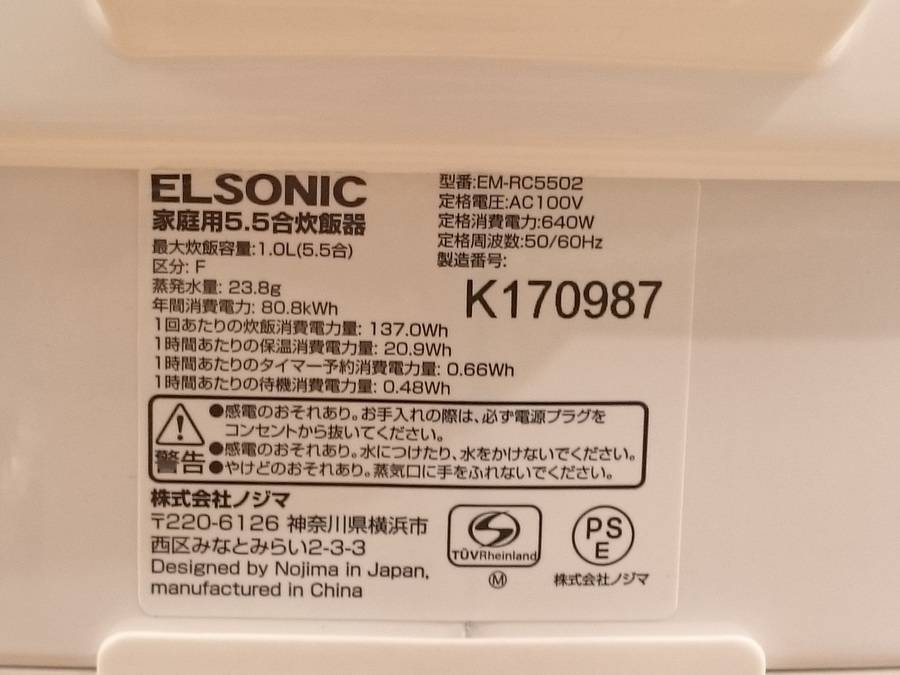 ELSONIC
家庭用5.5合炊飯器
最大炊飯容量:1.0L(5.5合)
区分: F
蒸発水量: 23.8g
年間消費電力: 80.8kWh
1回あたりの炊飯消費電力量: 137.0Wh
1時間あたりの保温消費電力量: 20.9Wh
1時間あたりのタイマー予約消費電力量: 0.66Wh
1時間あたりの待機消費電力量: 0.48Wh
型番:EM-RC5502
定格電圧:AC100V
定格消費電力:640W
定格周波数:50/60Hz
製造番号:
K170987
警告
●感電のおそれあり。お手入れの際は、必ず電源プラグを
コンセントから抜いてください。
●感電のおそれあり。水につけたり、水をかけないでください。
●やけどのおそれあり。蒸気口に手をふれないでください。
株式会社ノジマ
〒220-6126 神奈川県横浜市
西区みなとみらい2-3-3
Designed by Nojima in Japan,
manufactured in China
TÜVRheinland
M
PS
E
株式会社ノジマ